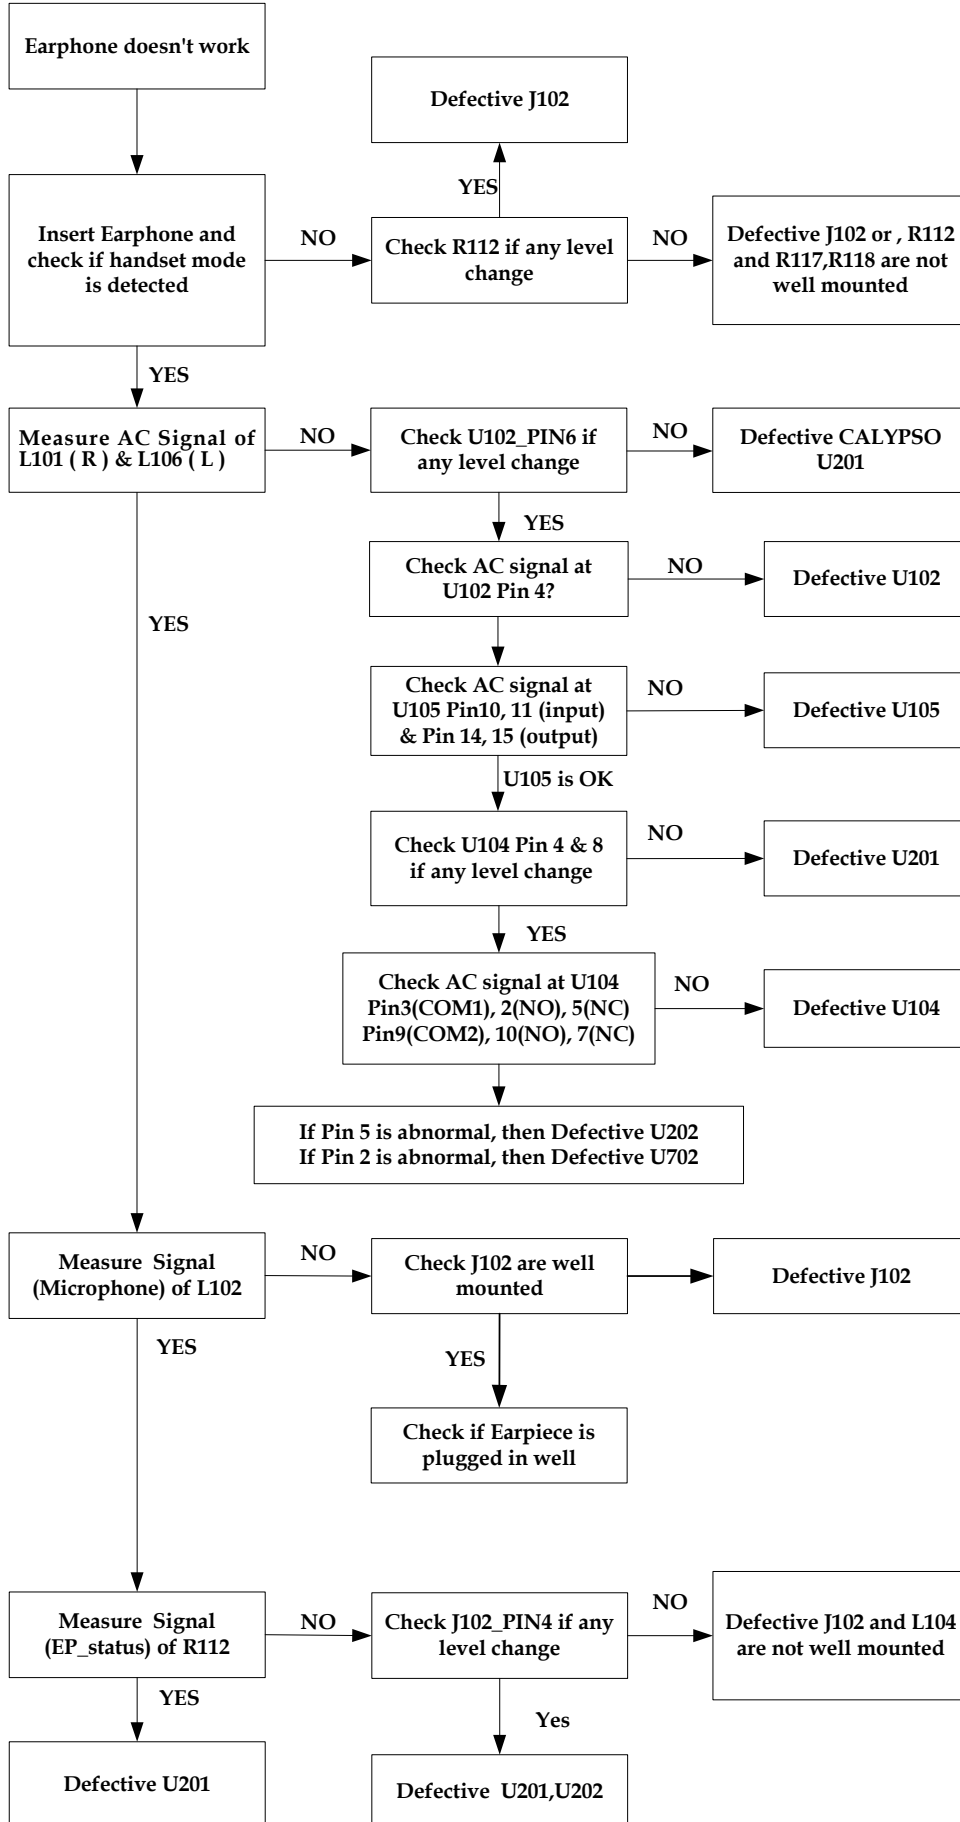 Earphone doesn't work
Defective J102
YES
Insert Earphone and
check if handset mode
is detected
NO
Check R112 if any level
change
NO
Defective J102 or , R112
and R117,R118 are not
well mounted
YES
Measure AC Signal of
L101 ( R ) & L106 ( L )
NO
Check U102_PIN6 if
any level change
NO
Defective CALYPSO
U201
YES
Check AC signal at
U102 Pin 4?
NO
Defective U102
YES
Check AC signal at
U105 Pin10, 11 (input)
& Pin 14, 15 (output)
NO
Defective U105
U105 is OK
Check U104 Pin 4 & 8
if any level change
NO
Defective U201
YES
Check AC signal at U104
Pin3(COM1), 2(NO), 5(NC)
Pin9(COM2), 10(NO), 7(NC)
NO
Defective U104
If Pin 5 is abnormal, then Defective U202
If Pin 2 is abnormal, then Defective U702
Measure Signal
(Microphone) of L102
NO
Check J102 are well
mounted
Defective J102
YES
YES
Check if Earpiece is
plugged in well
Measure Signal
(EP_status) of R112
NO
Check J102_PIN4 if any
level change
NO
Defective J102 and L104
are not well mounted
YES
Yes
Defective U201
Defective U201,U202